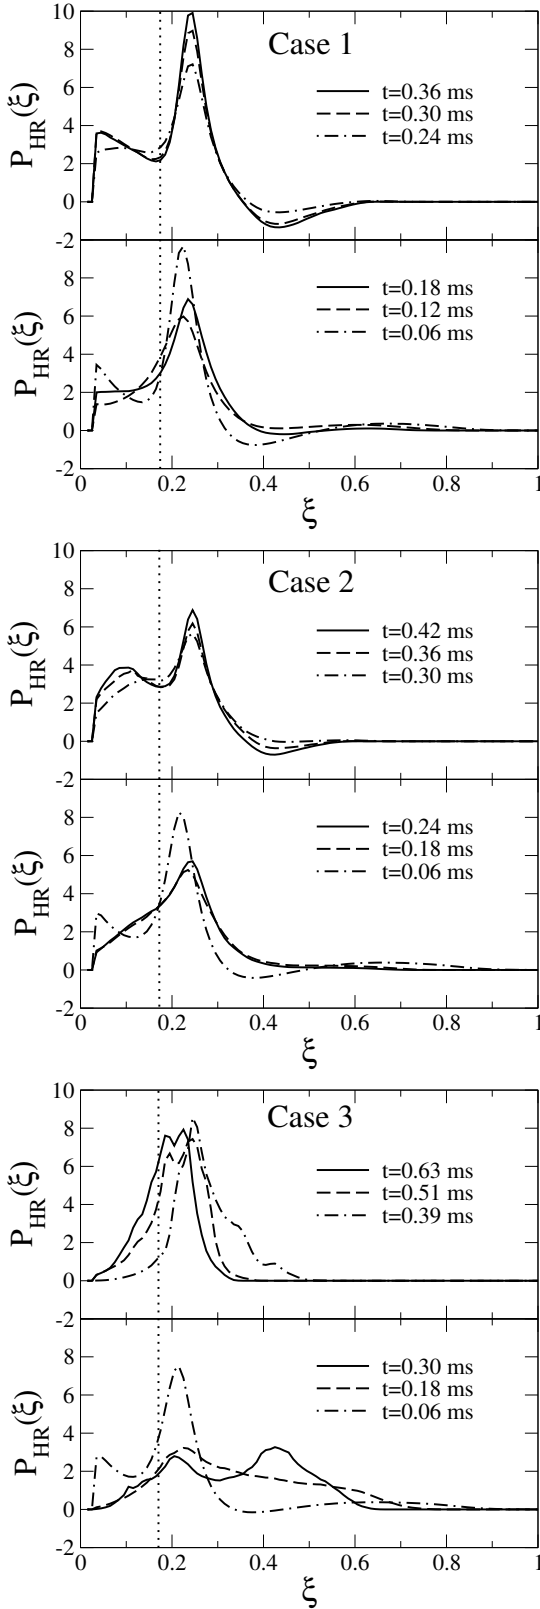 10
8
6
4
2
0
-2
P_HR(ξ)
Case 1
t=0.36 ms
t=0.30 ms
t=0.24 ms
8
6
4
2
0
-2
P_HR(ξ)
t=0.18 ms
t=0.12 ms
t=0.06 ms
0 0.2 0.4 0.6 0.8 1
ξ
10
8
6
4
2
0
-2
P_HR(ξ)
Case 2
t=0.42 ms
t=0.36 ms
t=0.30 ms
8
6
4
2
0
-2
P_HR(ξ)
t=0.24 ms
t=0.18 ms
t=0.06 ms
0 0.2 0.4 0.6 0.8 1
ξ
10
8
6
4
2
0
-2
P_HR(ξ)
Case 3
t=0.63 ms
t=0.51 ms
t=0.39 ms
8
6
4
2
0
-2
P_HR(ξ)
t=0.30 ms
t=0.18 ms
t=0.06 ms
0 0.2 0.4 0.6 0.8 1
ξ